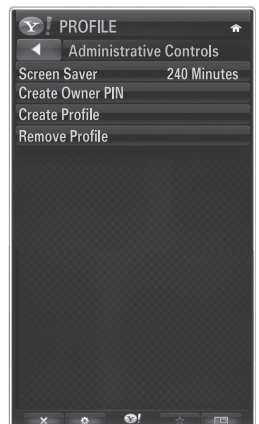 Y! PROFILE
Administrative Controls
Screen Saver 240 Minutes
Create Owner PIN
Create Profile
Remove Profile
Y!